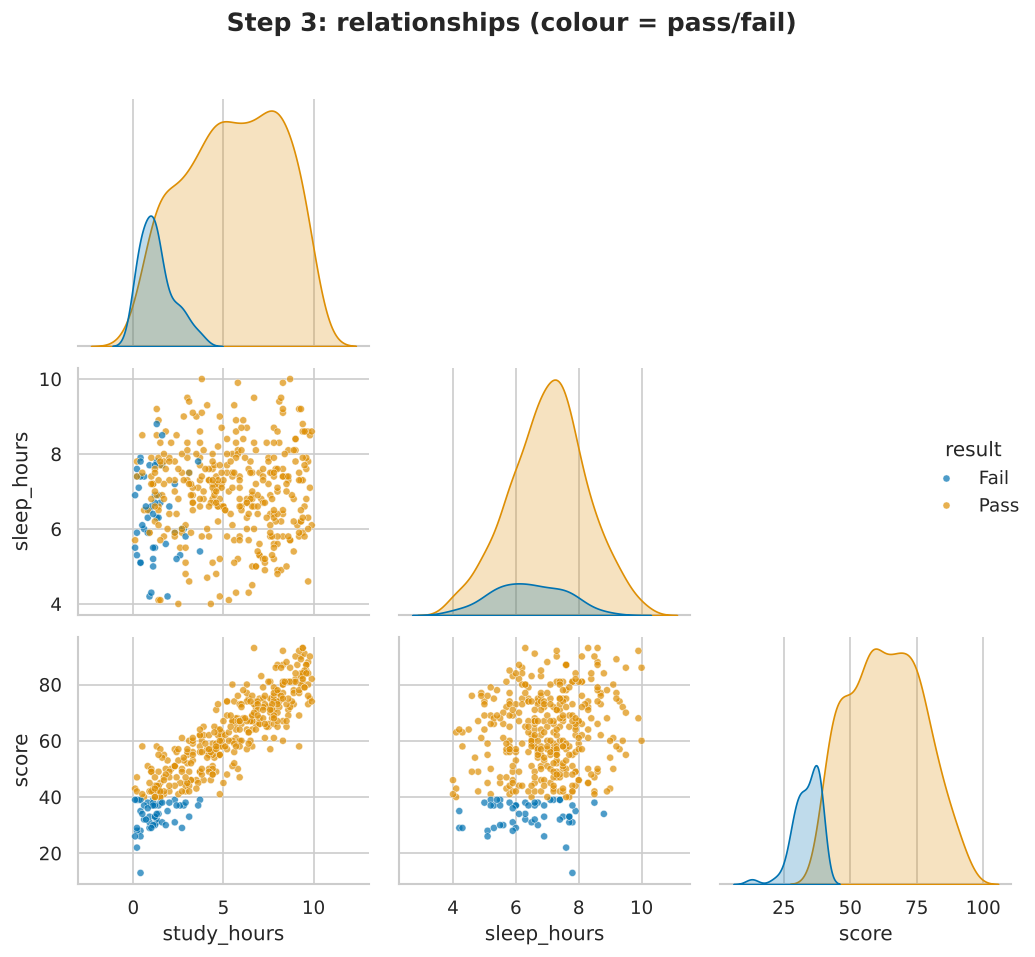 Step 3: relationships (colour = pass/fail)
10
8
6
4
sleep_hours
result
Fail
Pass
80
60
40
20
score
0 5 10
4 6 8 10
25 50 75 100
study_hours
sleep_hours
score